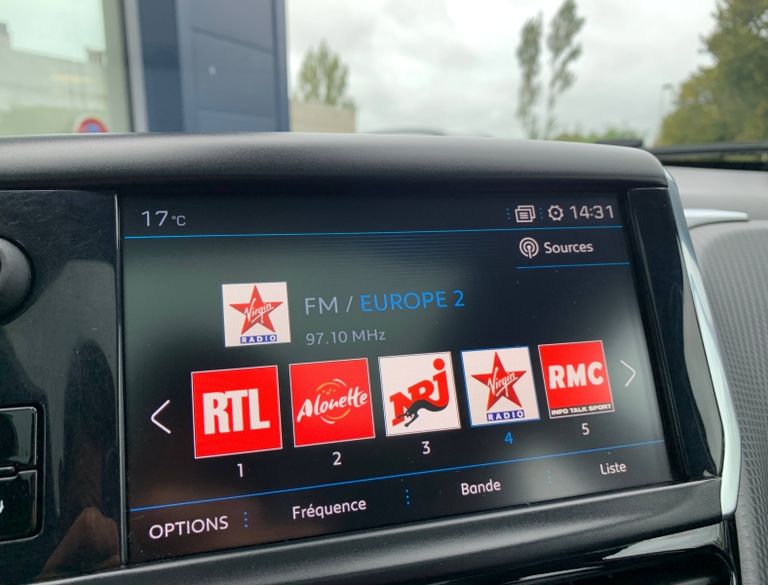 17°C 14:31
Sources
Virgin RADIO
FM / EUROPE 2
97.10 MHz
RTL Alouette NRJ Virgin RADIO RMC INFO TALK SPORT
1 2 3 4 5
OPTIONS Fréquence Bande Liste